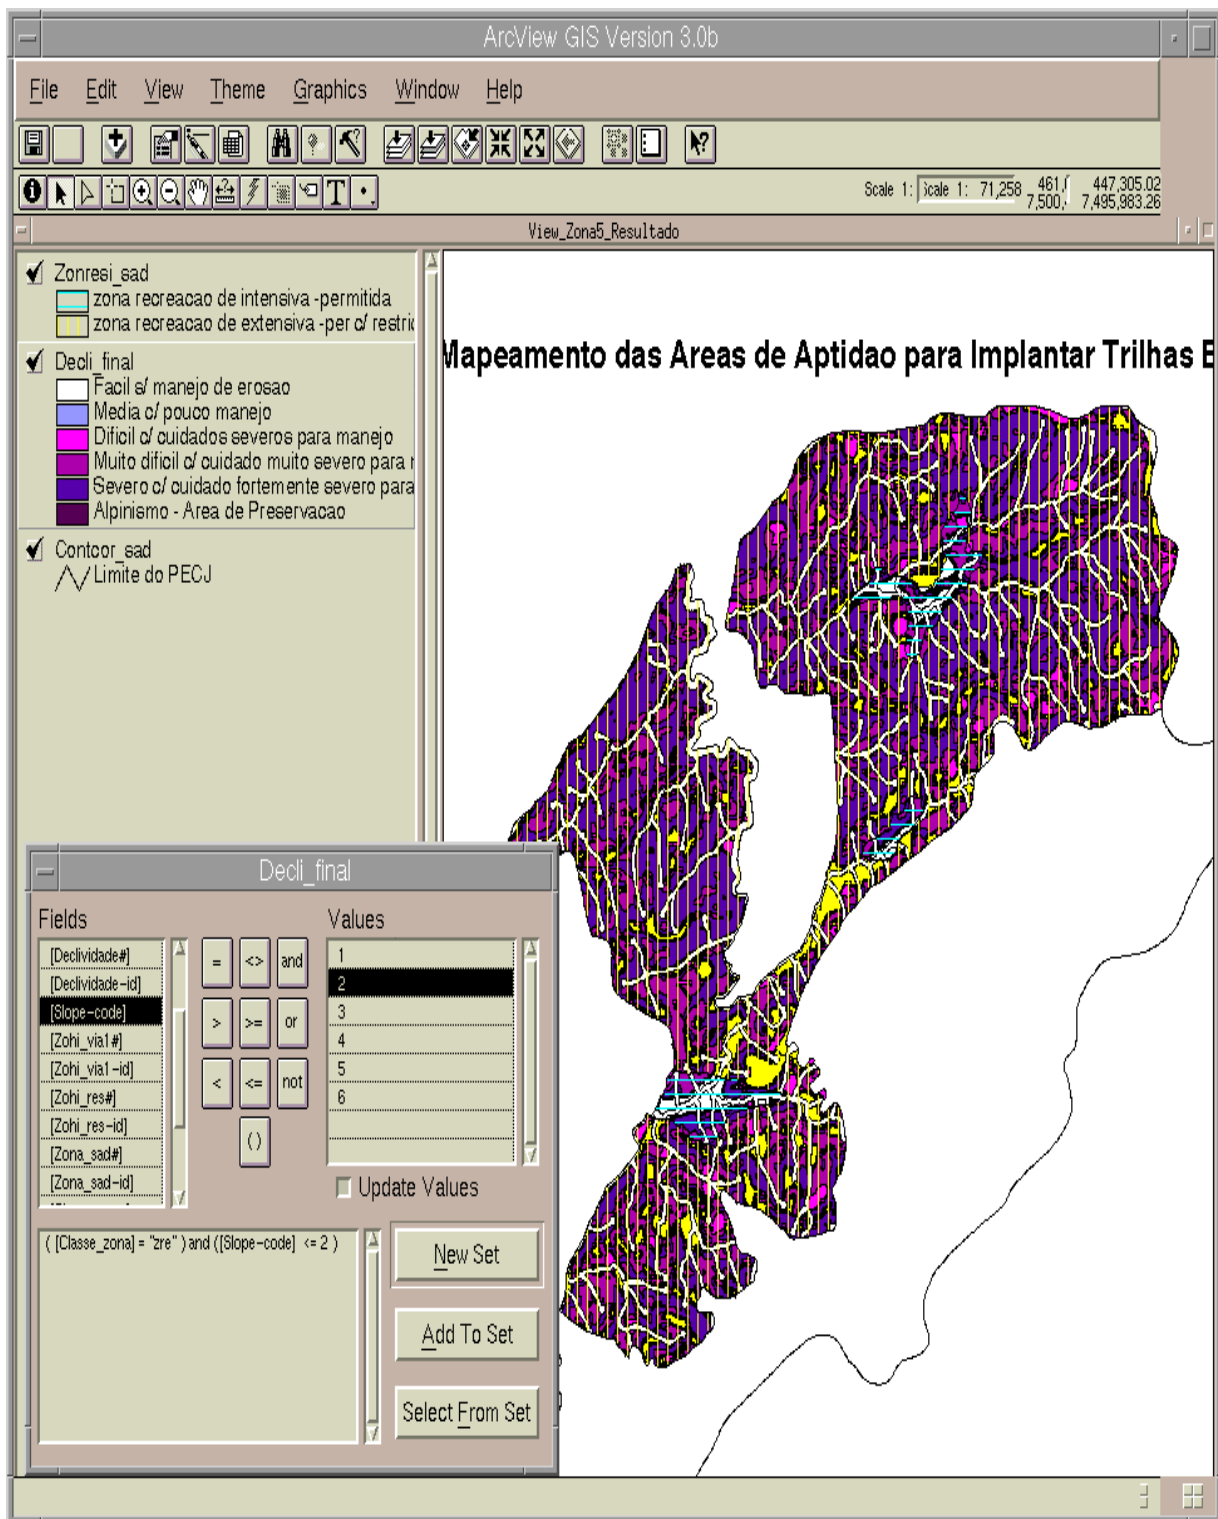 ArcView GIS Version 3.0b
File Edit View Theme Graphics Window Help
Scale 1: Scale 1: 71,258 461, 447,305.02
7,500, 7,495,983.26
View_Zona5_Resultado
Zonresi_sad
zona recreacao de intensiva -permitida
zona recreacao de extensiva -per c/ restri
Decli_final
Facil s/ manejo de erosao
Media c/ pouco manejo
Dificil c/ cuidados severos para manejo
Muito dificil c/ cuidado muito severo para
Severo c/ cuidado fortemente severo para
Alpinismo - Area de Preservacao
Contcor_sad
Limite do PECJ
Mapeamento das Areas de Aptidao para Implantar Trilhas E
Decli_final
Fields
Values
[Declividade#]
[Declividade-id]
[Slope-code]
[Zohi_via1#]
[Zohi_via1-id]
[Zohi_res#]
[Zohi_res-id]
[Zona_sad#]
[Zona_sad-id]
= <> and
> >= or
< <= not
( )
1
2
3
4
5
6
Update Values
( [Classe_zona] = "zre" ) and ([Slope-code] <= 2 )
New Set
Add To Set
Select From Set